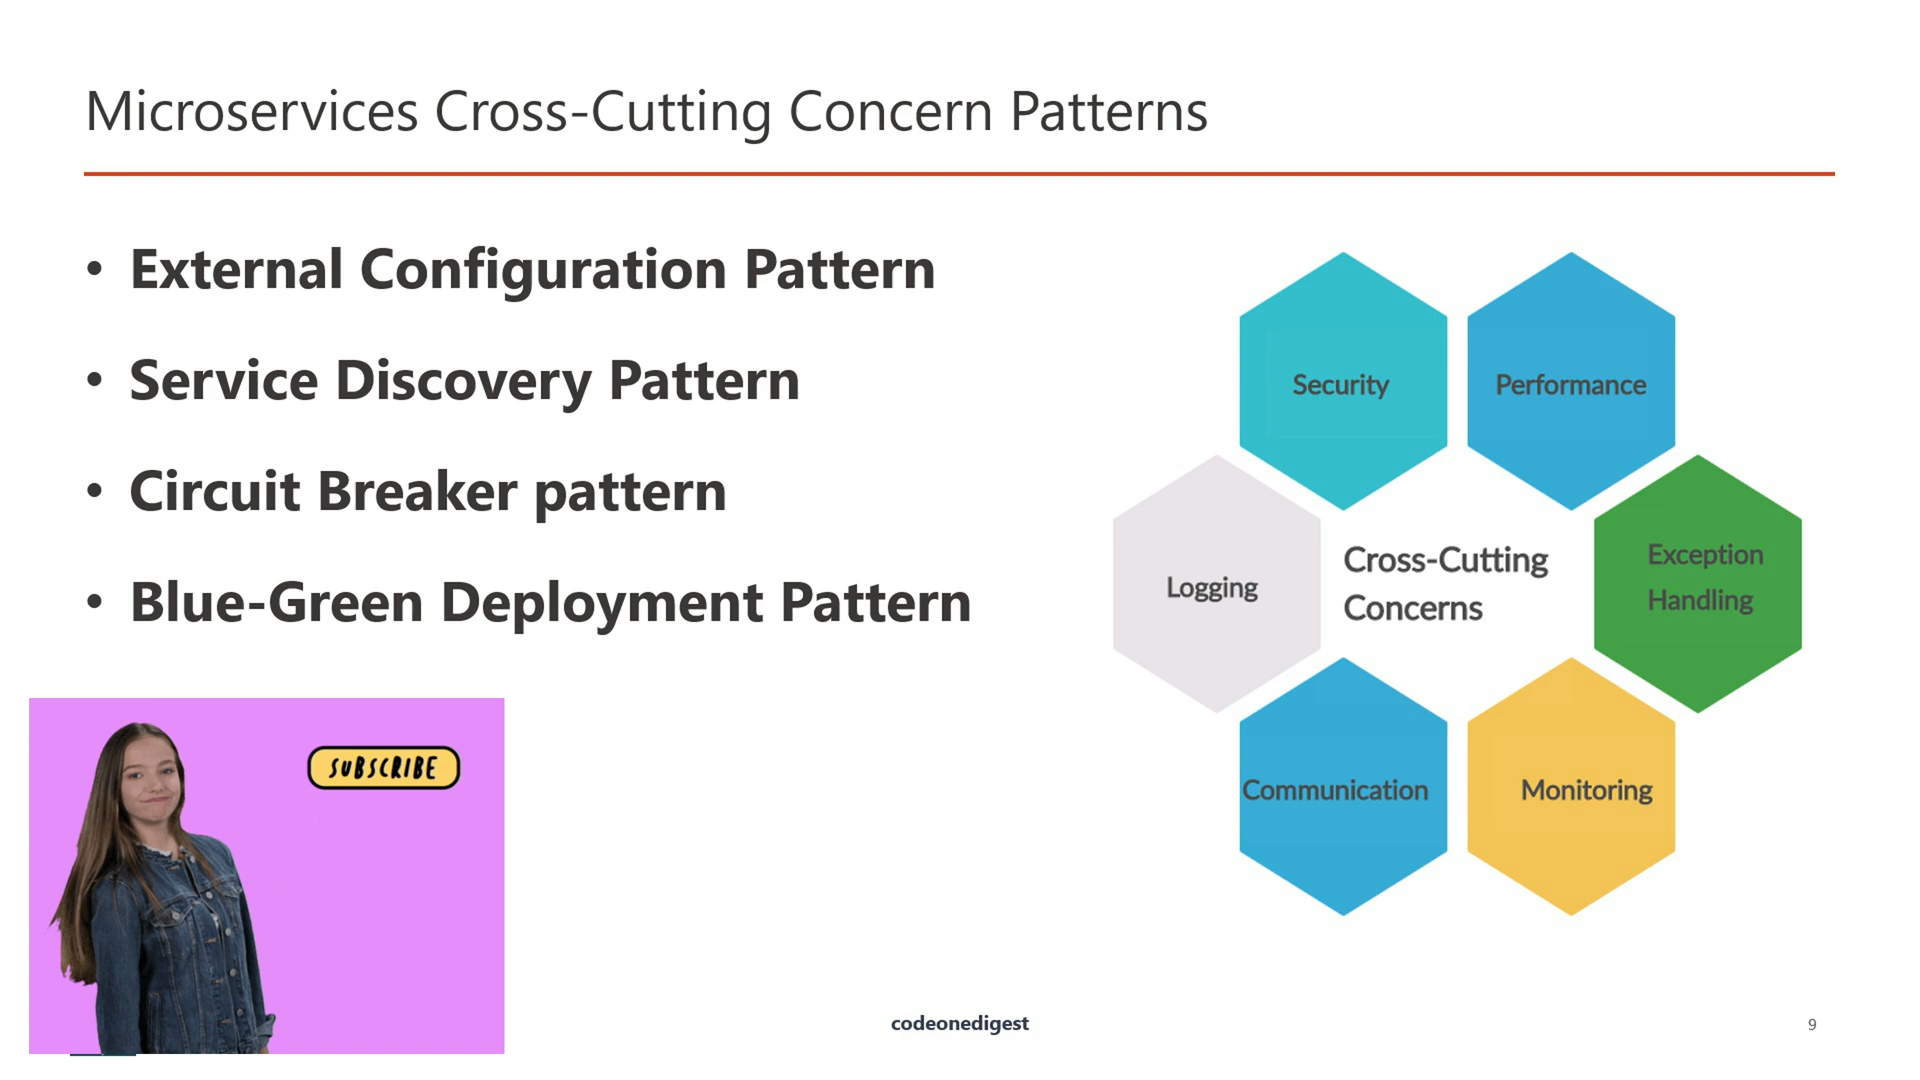 Microservices Cross-Cutting Concern Patterns
• External Configuration Pattern
• Service Discovery Pattern
• Circuit Breaker pattern
• Blue-Green Deployment Pattern
Security
Performance
Logging
Cross-Cutting
Concerns
Exception
Handling
Communication
Monitoring
SUBSCRIBE
codeonedigest
9